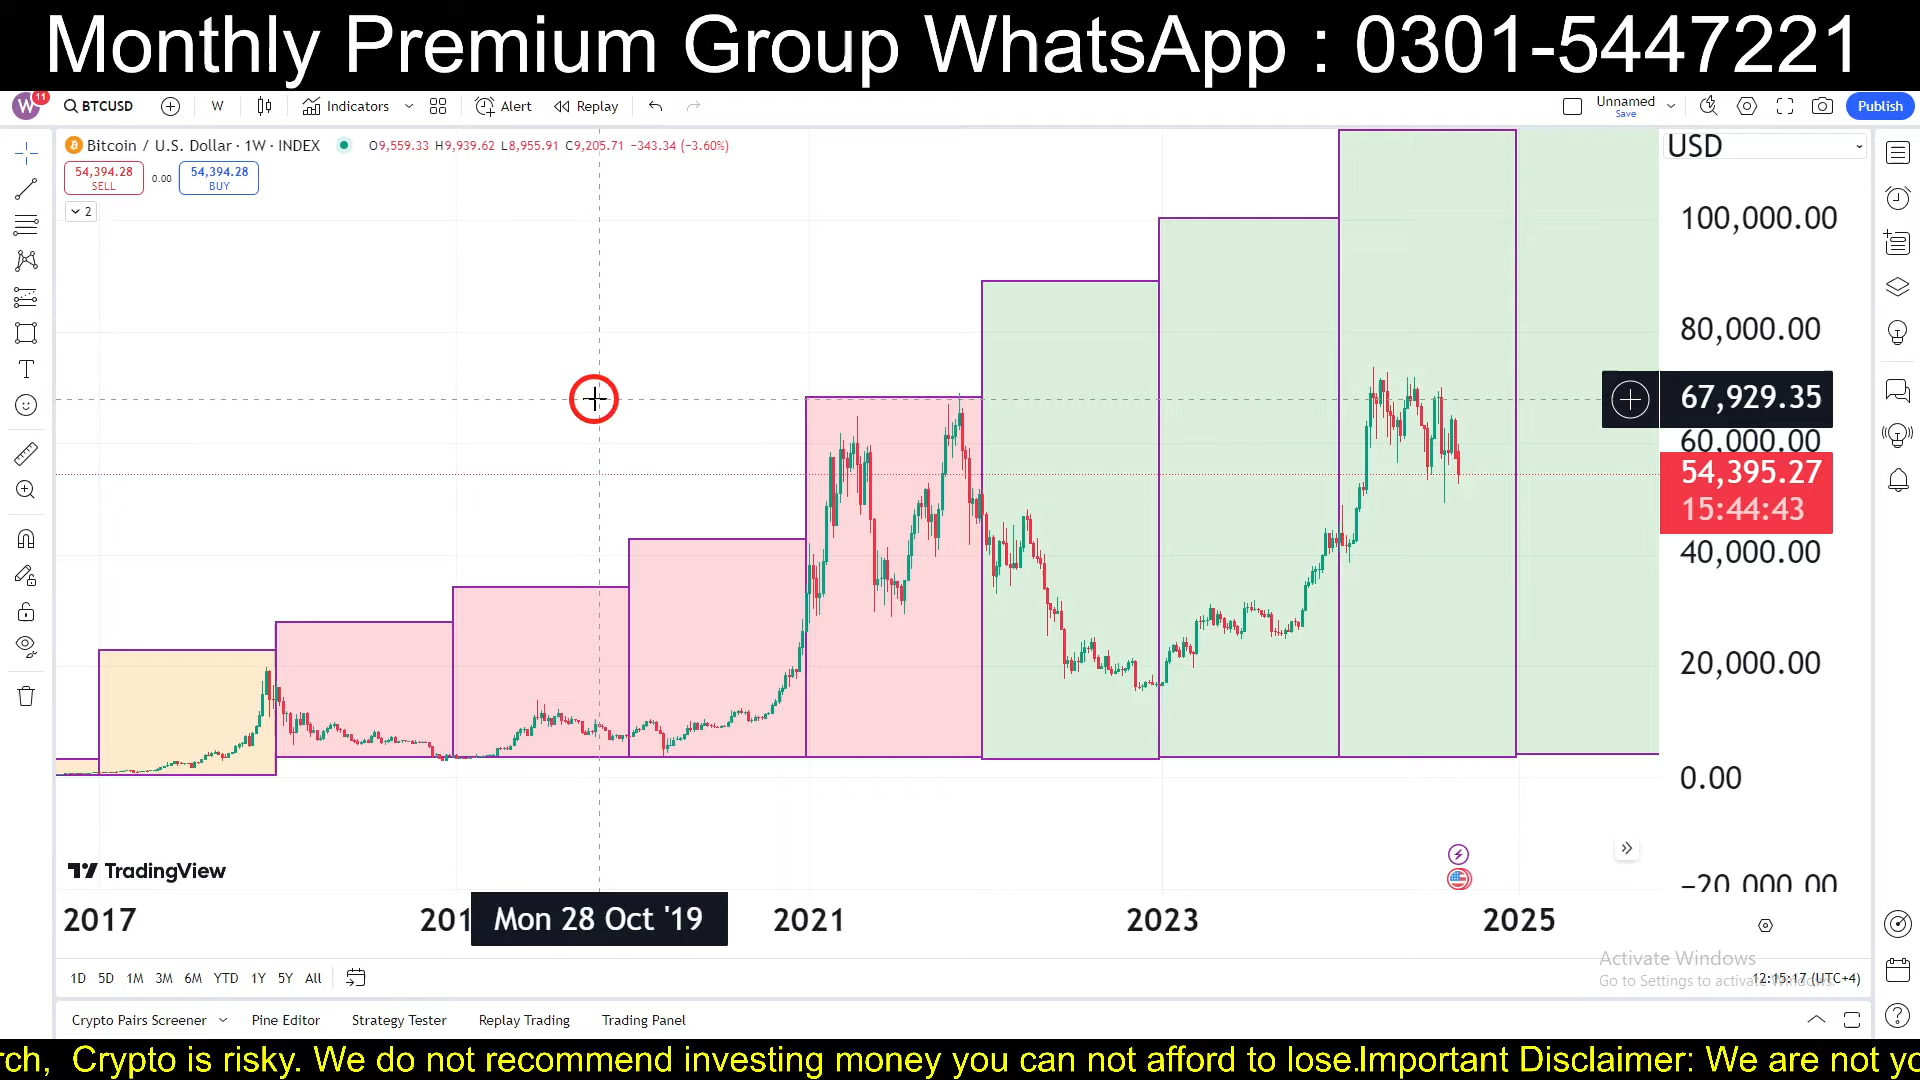 Monthly Premium Group WhatsApp : 0301-5447221
W 11 BTCUSD W Indicators Alert Replay Unnamed Save Publish
Bitcoin / U.S. Dollar · 1W · INDEX O9,559.33 H9,939.62 L8,955.91 C9,205.71 −343.34 (−3.60%)
USD
54,394.28 SELL 0.00 54,394.28 BUY
2
100,000.00
80,000.00
67,929.35
60,000.00
54,395.27
15:44:43
40,000.00
20,000.00
0.00
−20 000 00
TradingView
2017 201 Mon 28 Oct '19 2021 2023 2025
Activate Windows
1D 5D 1M 3M 6M YTD 1Y 5Y All
Go to Settings to activate Windows.
12:15:17 (UTC+4)
Crypto Pairs Screener Pine Editor Strategy Tester Replay Trading Trading Panel
rch, Crypto is risky. We do not recommend investing money you can not afford to lose.Important Disclaimer: We are not yo